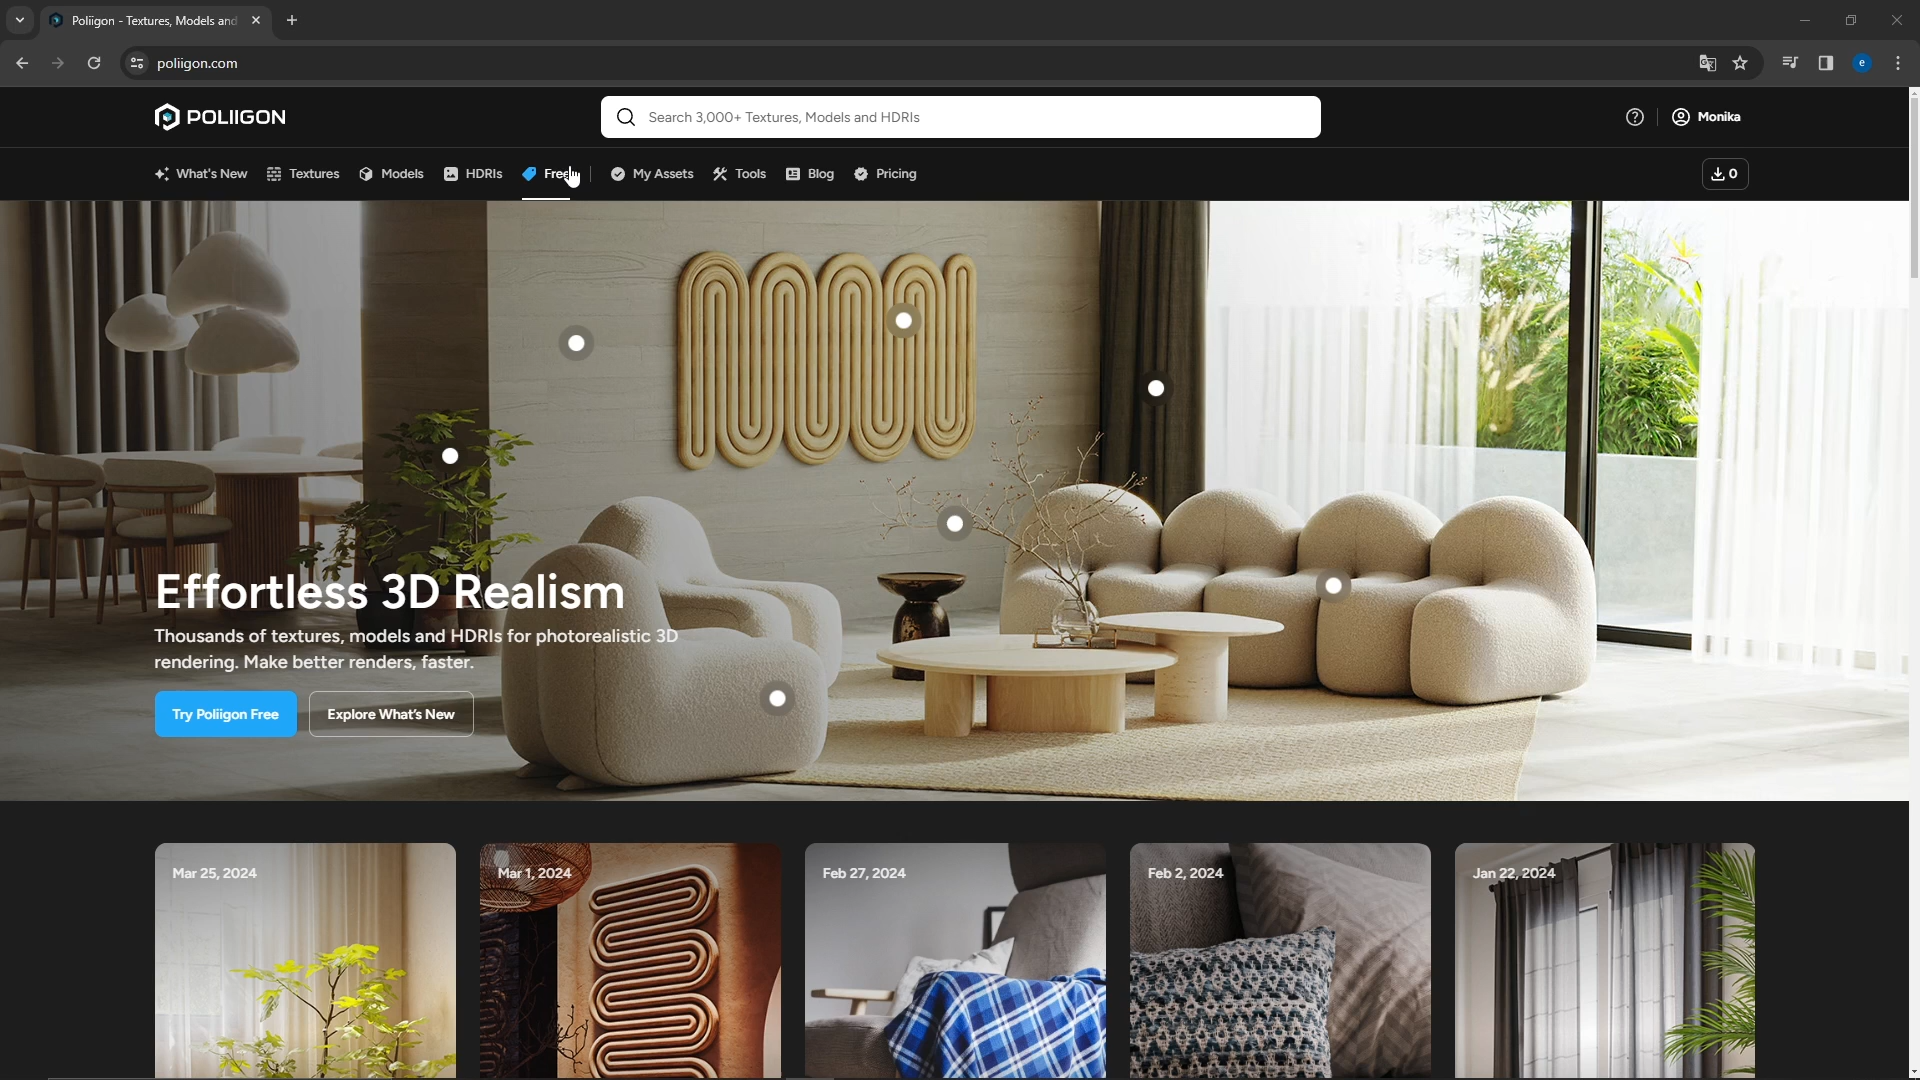 Poliigon - Textures, Models and
poliigon.com
e
POLIIGON
Search 3,000+ Textures, Models and HDRIs
Monika
What's New
Textures
Models
HDRIs
Free
My Assets
Tools
Blog
Pricing
0
Effortless 3D Realism
Thousands of textures, models and HDRIs for photorealistic 3D
rendering. Make better renders, faster.
Try Poliigon Free
Explore What's New
Mar 25, 2024
Mar 1, 2024
Feb 27, 2024
Feb 2, 2024
Jan 22, 2024